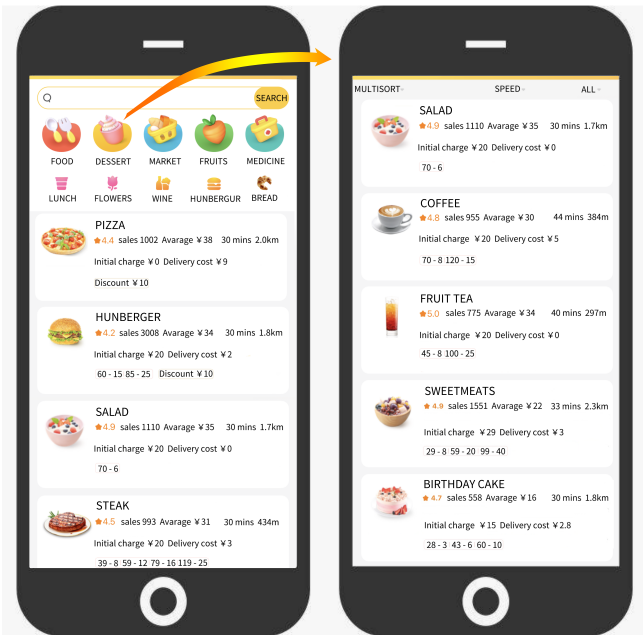 SEARCH
FOOD DESSERT MARKET FRUITS MEDICINE
LUNCH FLOWERS WINE HUNBERGUR BREAD
PIZZA
4.4 sales 1002 Avarage ¥38 30 mins 2.0km
Initial charge ¥0 Delivery cost ¥9
Discount ¥10
HUNBERGER
4.2 sales 3008 Avarage ¥34 30 mins 1.8km
Initial charge ¥20 Delivery cost ¥2
60 - 15 85 - 25 Discount ¥10
SALAD
4.9 sales 1110 Avarage ¥35 30 mins 1.7km
Initial charge ¥20 Delivery cost ¥0
70 - 6
STEAK
4.5 sales 993 Avarage ¥31 30 mins 434m
Initial charge ¥20 Delivery cost ¥3
39 - 8 59 - 12 79 - 16 119 - 25
MULTISORT SPEED ALL
SALAD
4.9 sales 1110 Avarage ¥35 30 mins 1.7km
Initial charge ¥20 Delivery cost ¥0
70 - 6
COFFEE
4.8 sales 955 Avarage ¥30 44 mins 384m
Initial charge ¥20 Delivery cost ¥5
70 - 8 120 - 15
FRUIT TEA
5.0 sales 775 Avarage ¥34 40 mins 297m
Initial charge ¥20 Delivery cost ¥0
45 - 8 100 - 25
SWEETMEATS
4.9 sales 1551 Avarage ¥22 33 mins 2.3km
Initial charge ¥29 Delivery cost ¥3
29 - 8 59 - 20 99 - 40
BIRTHDAY CAKE
4.7 sales 558 Avarage ¥16 30 mins 1.8km
Initial charge ¥15 Delivery cost ¥2.8
28 - 3 43 - 6 60 - 10